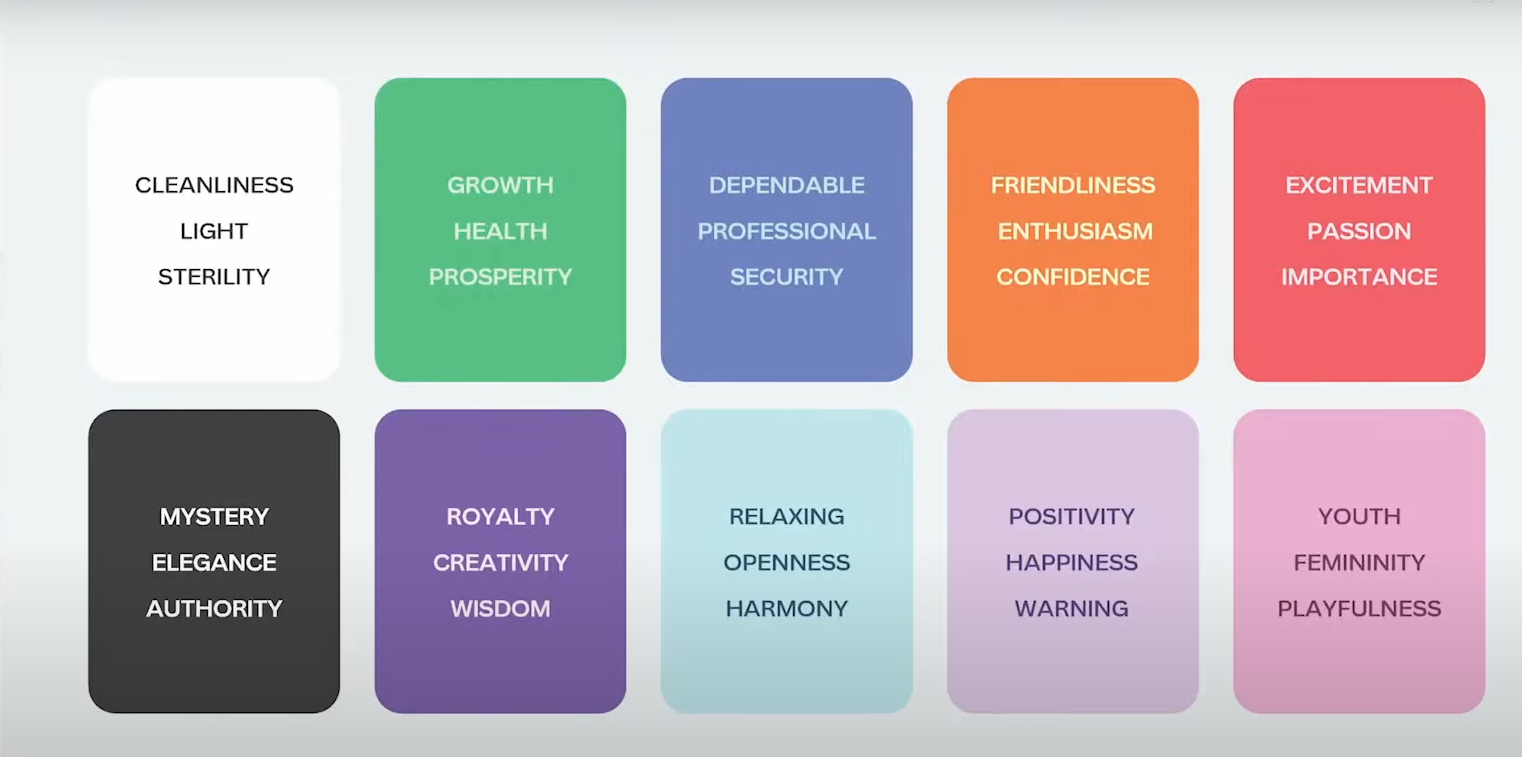 CLEANLINESS
LIGHT
STERILITY
GROWTH
HEALTH
PROSPERITY
DEPENDABLE
PROFESSIONAL
SECURITY
FRIENDLINESS
ENTHUSIASM
CONFIDENCE
EXCITEMENT
PASSION
IMPORTANCE
MYSTERY
ELEGANCE
AUTHORITY
ROYALTY
CREATIVITY
WISDOM
RELAXING
OPENNESS
HARMONY
POSITIVITY
HAPPINESS
WARNING
YOUTH
FEMININITY
PLAYFULNESS